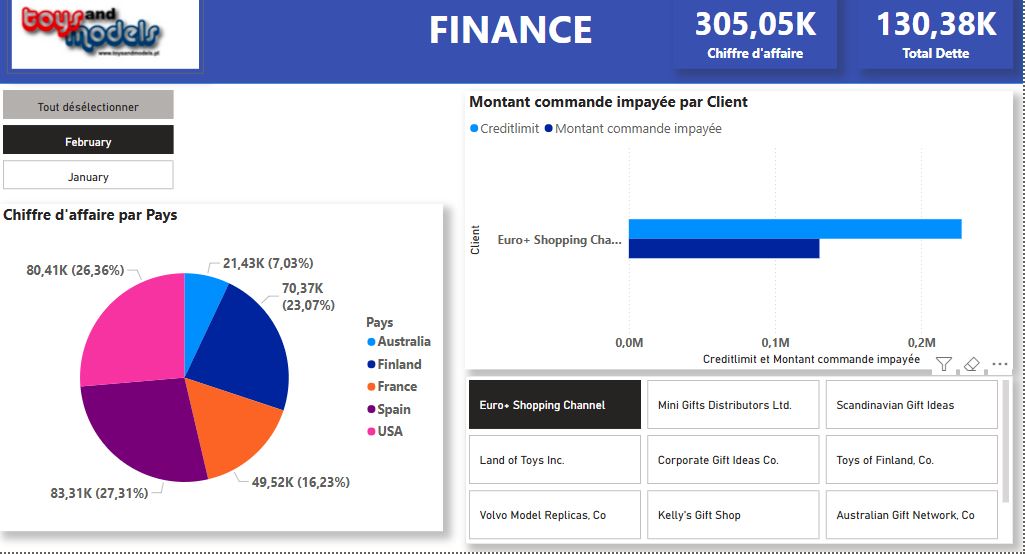 toys and
models
www.toysandmodels.pt
FINANCE
305,05K
Chiffre d'affaire
130,38K
Total Dette
Tout désélectionner
February
January
Chiffre d'affaire par Pays
80,41K (26,36%)
21,43K (7,03%)
70,37K
(23,07%)
49,52K (16,23%)
83,31K (27,31%)
Pays
Australia
Finland
France
Spain
USA
Montant commande impayée par Client
Creditlimit Montant commande impayée
Client
Euro+ Shopping Cha...
0,0M 0,1M 0,2M
Creditlimit et Montant commande impayée
Euro+ Shopping Channel
Mini Gifts Distributors Ltd.
Scandinavian Gift Ideas
Land of Toys Inc.
Corporate Gift Ideas Co.
Toys of Finland, Co.
Volvo Model Replicas, Co
Kelly's Gift Shop
Australian Gift Network, Co